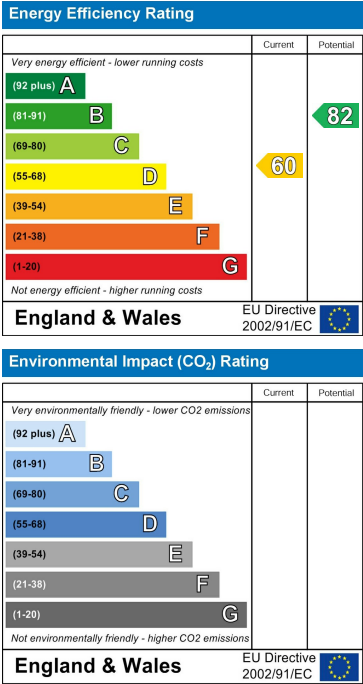 Energy Efficiency Rating
Current Potential
Very energy efficient - lower running costs
(92 plus) A
(81-91) B
(69-80) C
(55-68) D
(39-54) E
(21-38) F
(1-20) G
60
82
Not energy efficient - higher running costs
England & Wales
EU Directive
2002/91/EC
Environmental Impact (CO₂) Rating
Current Potential
Very environmentally friendly - lower CO2 emissions
(92 plus) A
(81-91) B
(69-80) C
(55-68) D
(39-54) E
(21-38) F
(1-20) G
Not environmentally friendly - higher CO2 emissions
England & Wales
EU Directive
2002/91/EC